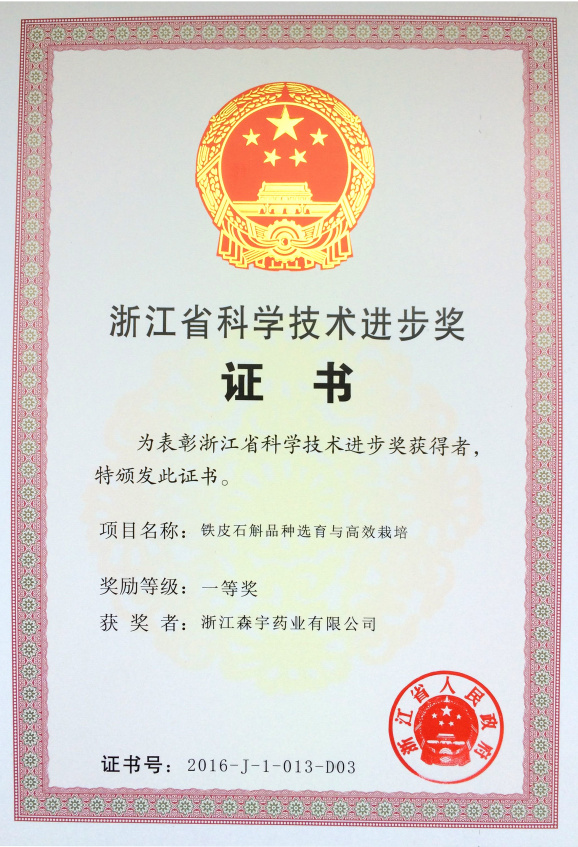 浙江省科学技术进步奖
证 书
为表彰浙江省科学技术进步奖获得者，
特颁发此证书。
项目名称：铁皮石斛品种选育与高效栽培
奖励等级：一等奖
获 奖 者：浙江森宇药业有限公司
浙江省人民政府
证书号：2016-J-1-013-D03